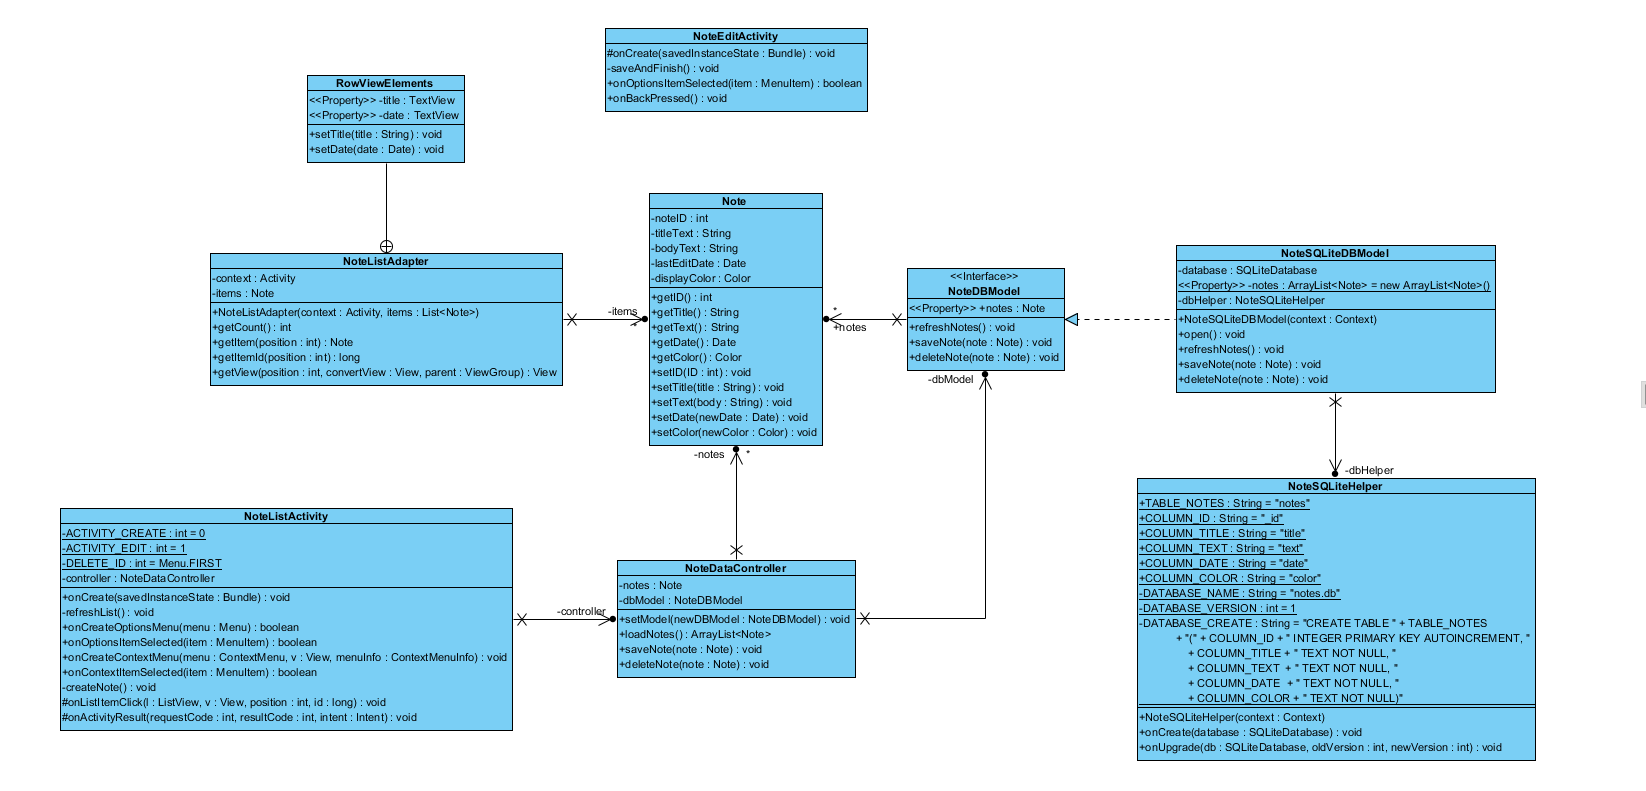 NoteEditActivity
#onCreate(savedInstanceState : Bundle) : void
-saveAndFinish() : void
+onOptionsItemSelected(item : MenuItem) : boolean
+onBackPressed() : void
RowViewElements
<<Property>> -title : TextView
<<Property>> -date : TextView
+setTitle(title : String) : void
+setDate(date : Date) : void
Note
-noteID : int
-titleText : String
-bodyText : String
-lastEditDate : Date
-displayColor : Color
+getID() : int
+getTitle() : String
+getText() : String
+getDate() : Date
+getColor() : Color
+setID(ID : int) : void
+setTitle(title : String) : void
+setText(body : String) : void
+setDate(newDate : Date) : void
+setColor(newColor : Color) : void
NoteListAdapter
-context : Activity
-items : Note
+NoteListAdapter(context : Activity, items : List<Note>)
+getCount() : int
+getItem(position : int) : Note
+getItemId(position : int) : long
+getView(position : int, convertView : View, parent : ViewGroup) : View
-items
*
*
+notes
<<Interface>>
NoteDBModel
<<Property>> +notes : Note
+refreshNotes() : void
+saveNote(note : Note) : void
+deleteNote(note : Note) : void
-dbModel
NoteSQLiteDBModel
-database : SQLiteDatabase
<<Property>> -notes : ArrayList<Note> = new ArrayList<Note>()
-dbHelper : NoteSQLiteHelper
+NoteSQLiteDBModel(context : Context)
+open() : void
+refreshNotes() : void
+saveNote(note : Note) : void
+deleteNote(note : Note) : void
-dbHelper
-notes
*
NoteSQLiteHelper
+TABLE_NOTES : String = "notes"
+COLUMN_ID : String = "_id"
+COLUMN_TITLE : String = "title"
+COLUMN_TEXT : String = "text"
+COLUMN_DATE : String = "date"
+COLUMN_COLOR : String = "color"
-DATABASE_NAME : String = "notes.db"
-DATABASE_VERSION : int = 1
-DATABASE_CREATE : String = "CREATE TABLE " + TABLE_NOTES
+ "(" + COLUMN_ID + " INTEGER PRIMARY KEY AUTOINCREMENT, "
+ COLUMN_TITLE + " TEXT NOT NULL, "
+ COLUMN_TEXT + " TEXT NOT NULL, "
+ COLUMN_DATE + " TEXT NOT NULL, "
+ COLUMN_COLOR + " TEXT NOT NULL)"
+NoteSQLiteHelper(context : Context)
+onCreate(database : SQLiteDatabase) : void
+onUpgrade(db : SQLiteDatabase, oldVersion : int, newVersion : int) : void
NoteListActivity
-ACTIVITY_CREATE : int = 0
-ACTIVITY_EDIT : int = 1
-DELETE_ID : int = Menu.FIRST
-controller : NoteDataController
+onCreate(savedInstanceState : Bundle) : void
-refreshList() : void
+onCreateOptionsMenu(menu : Menu) : boolean
+onOptionsItemSelected(item : MenuItem) : boolean
+onCreateContextMenu(menu : ContextMenu, v : View, menuInfo : ContextMenuInfo) : void
+onContextItemSelected(item : MenuItem) : boolean
-createNote() : void
#onListItemClick(l : ListView, v : View, position : int, id : long) : void
#onActivityResult(requestCode : int, resultCode : int, intent : Intent) : void
-controller
NoteDataController
-notes : Note
-dbModel : NoteDBModel
+setModel(newDBModel : NoteDBModel) : void
+loadNotes() : ArrayList<Note>
+saveNote(note : Note) : void
+deleteNote(note : Note) : void